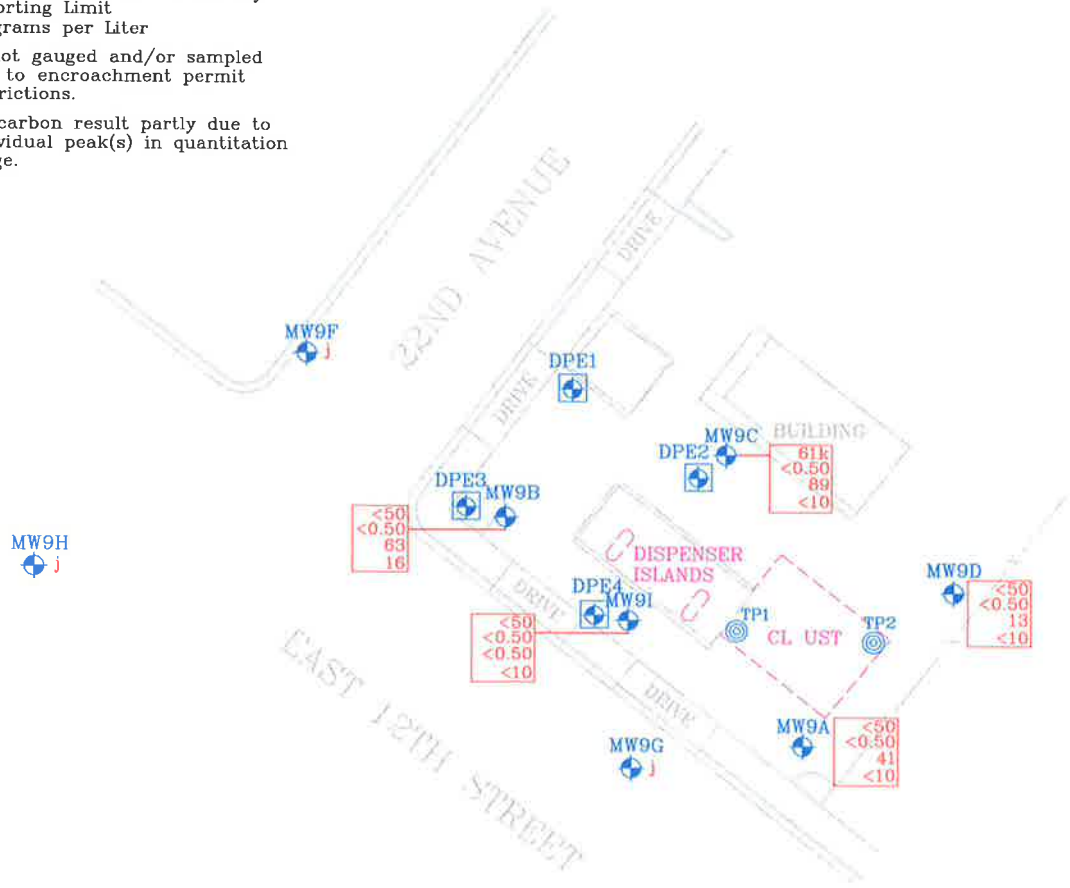 orting Limit
grams per Liter
ot gauged and/or sampled
to encroachment permit
rictions.
carbon result partly due to
vidual peak(s) in quantitation
ge.
22ND AVENUE
DRIVE
MW9F
j
DPE1
DRIVE
BUILDING
MW9C
DPE2
61k
<0.50
89
<10
DPE3
MW9B
<50
<0.50
63
16
MW9H
j
DISPENSER
ISLANDS
MW9D
<50
<0.50
13
<10
DPE4
MW9I
DRIVE
<50
<0.50
<0.50
<10
TP1
CL UST
TP2
EAST 12TH STREET
DRIVE
MW9A
<50
<0.50
41
<10
MW9G
j